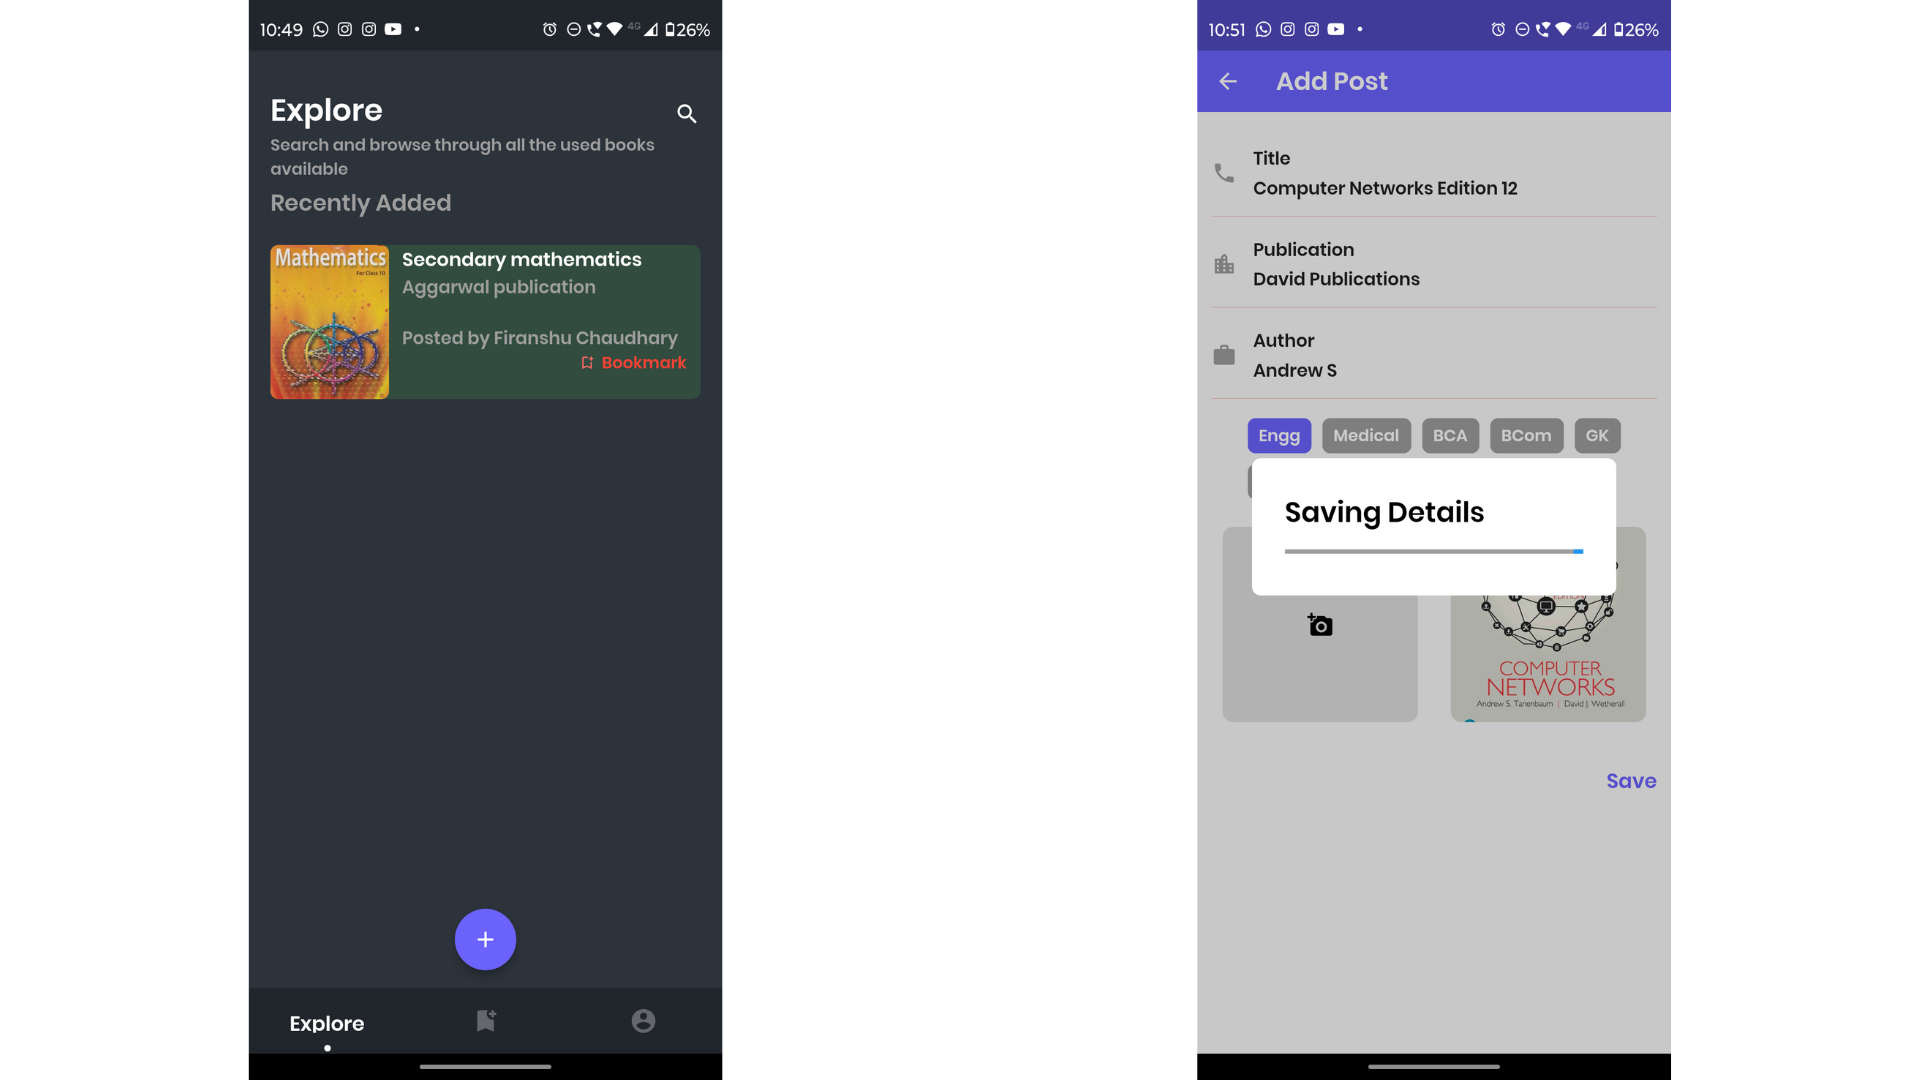 10:49
4G
26%
Explore
Search and browse through all the used books
available
Recently Added
Mathematics
For Class 10
Secondary mathematics
Aggarwal publication
Posted by Firanshu Chaudhary
Bookmark
Explore
10:51
4G
26%
Add Post
Title
Computer Networks Edition 12
Publication
David Publications
Author
Andrew S
Engg Medical BCA BCom GK
Saving Details
EDITION
COMPUTER
NETWORKS
Andrew S. Tanenbaum | David J. Wetherall
Save